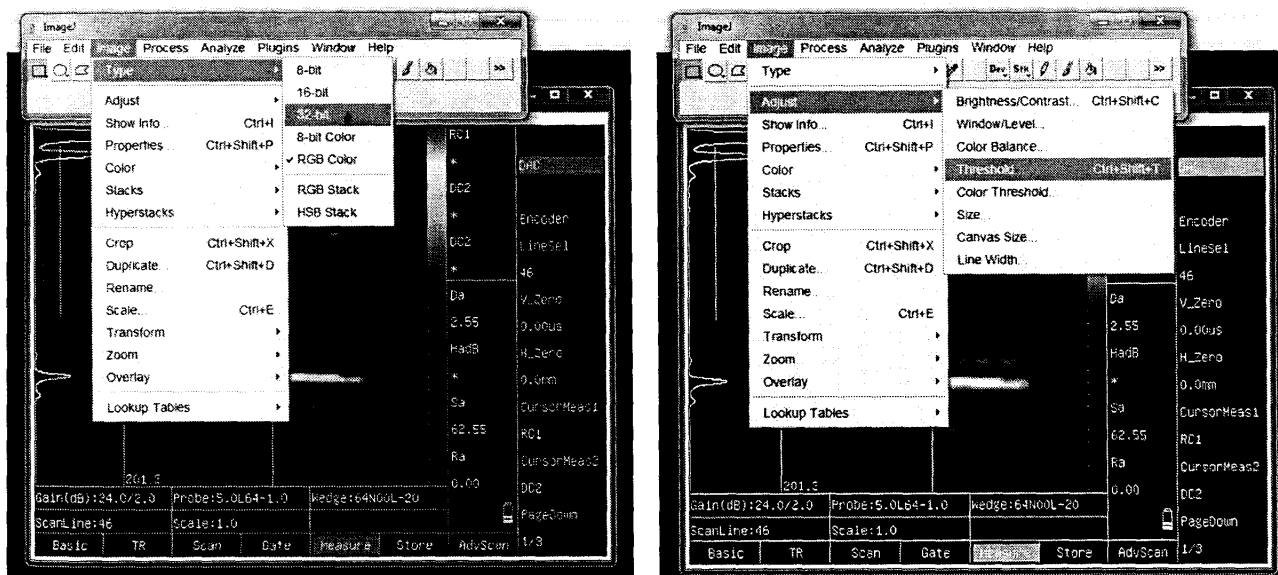 ImageJ
File Edit Image Process Analyze Plugins Window Help
Type
8-bit
16-bit
32-bit
8-bit Color
✓ RGB Color
RGB Stack
HSB Stack
Adjust
Show Info... Ctrl+I
Properties... Ctrl+Shift+P
Color
Stacks
Hyperstacks
Crop Ctrl+Shift+X
Duplicate... Ctrl+Shift+D
Rename...
Scale... Ctrl+E
Transform
Zoom
Overlay
Lookup Tables
RC1
*
DC2
*
DC2
*
Da
2.55
HadB
*
Sa
62.55
Ra
0.00
DAC
Encoder
LineSel
46
V_Zero
0.00us
H_Zero
0.0mm
CursorMeas1
RC1
CursorMeas2
DC2
PageDown
1/3
201.3
Gain(dB):24.0/2.0 Probe:5.0L64-1.0 Wedge:64N00L-20
ScanLine:46 Scale:1.0
Basic TR Scan Gate Measure Store AdvScan
ImageJ
File Edit Image Process Analyze Plugins Window Help
Dev Stk
Type
Adjust
Show Info... Ctrl+I
Properties... Ctrl+Shift+P
Color
Stacks
Hyperstacks
Crop Ctrl+Shift+X
Duplicate... Ctrl+Shift+D
Rename...
Scale... Ctrl+E
Transform
Zoom
Overlay
Lookup Tables
Brightness/Contrast... Ctrl+Shift+C
Window/Level...
Color Balance...
Threshold... Ctrl+Shift+T
Color Threshold...
Size...
Canvas Size...
Line Width...
Da
2.55
HadB
*
Sa
62.55
Ra
0.00
Encoder
LineSel
46
V_Zero
0.00us
H_Zero
0.0mm
CursorMeas1
RC1
CursorMeas2
DC2
PageDown
1/3
201.3
Gain(dB):24.0/2.0 Probe:5.0L64-1.0 Wedge:64N00L-20
ScanLine:46 Scale:1.0
Basic TR Scan Gate Measure Store AdvScan